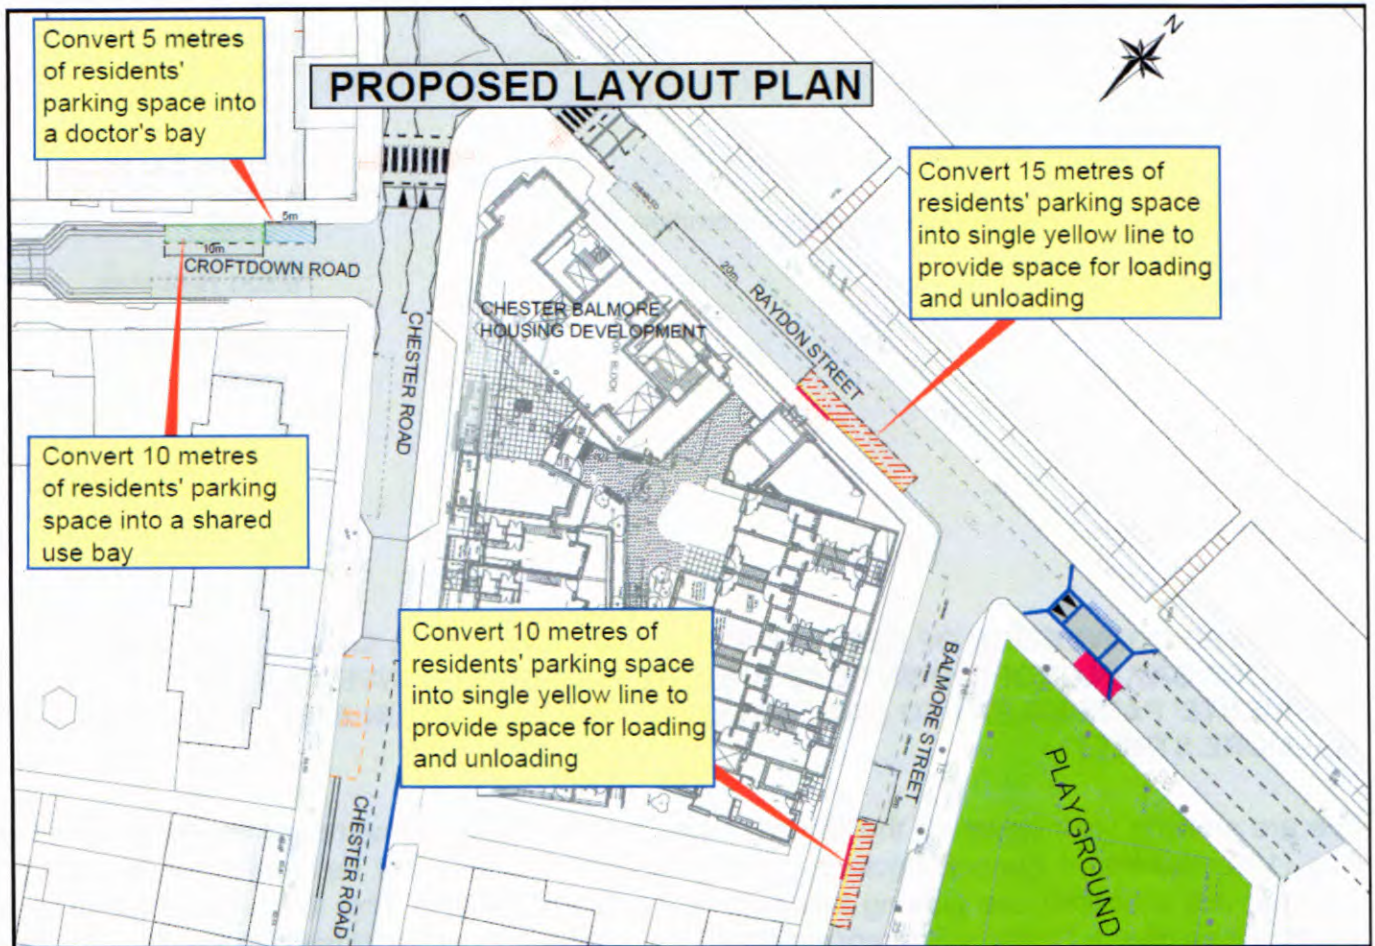 PROPOSED LAYOUT PLAN
N
Convert 5 metres
of residents'
parking space into
a doctor's bay
Convert 15 metres of
residents' parking space
into single yellow line to
provide space for loading
and unloading
5m
10m
CROFTDOWN ROAD
CHESTER BALMORE
HOUSING DEVELOPMENT
CHESTER ROAD
DISABLED
20m
RAYDON STREET
Convert 10 metres
of residents' parking
space into a shared
use bay
Convert 10 metres of
residents' parking space
into single yellow line to
provide space for loading
and unloading
BALMORE STREET
5m
PLAYGROUND
CHESTER ROAD